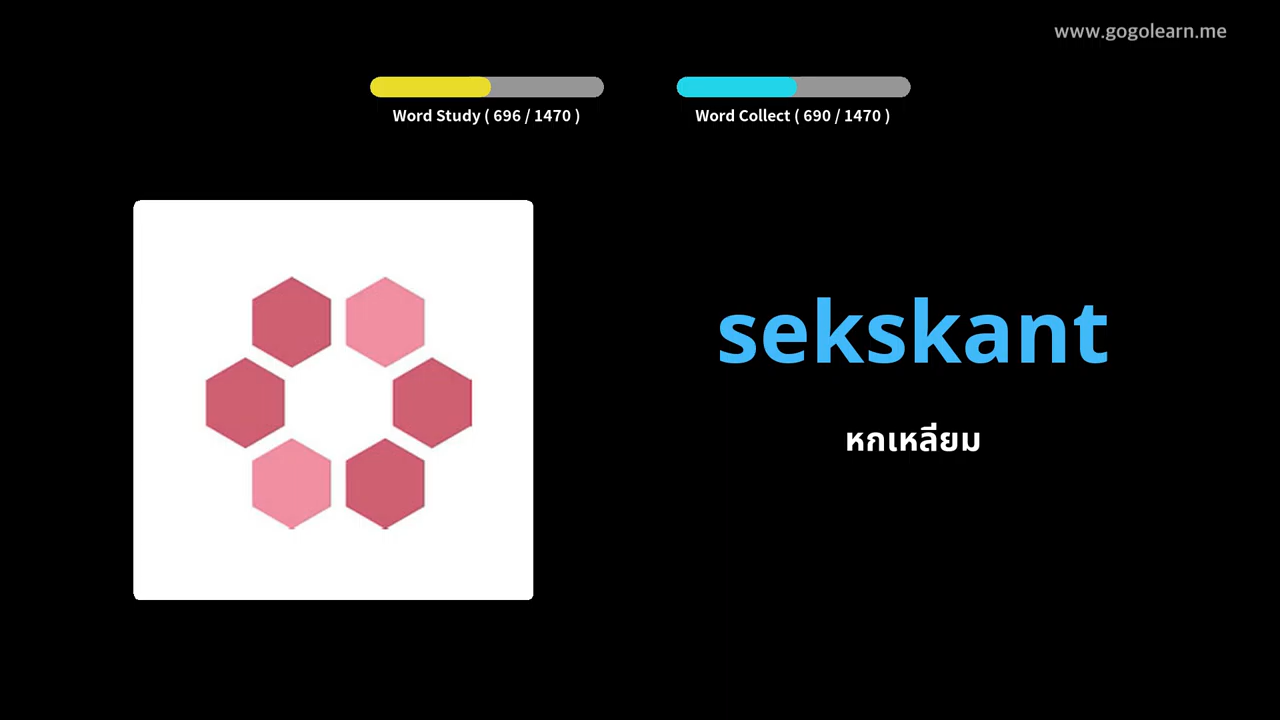 www.gogolearn.me
Word Study ( 696 / 1470 )
Word Collect ( 690 / 1470 )
sekskant
หกเหลี่ยม